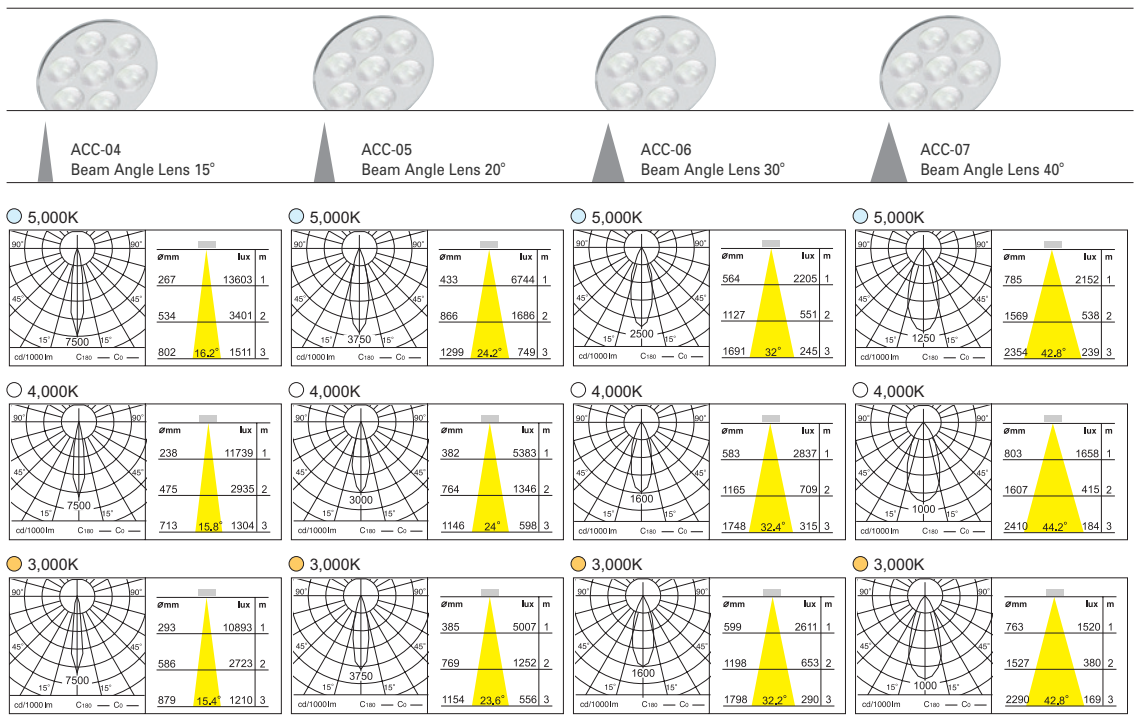 ACC-04
Beam Angle Lens 15°
ACC-05
Beam Angle Lens 20°
ACC-06
Beam Angle Lens 30°
ACC-07
Beam Angle Lens 40°
5,000K
90° 90°
45° 45°
15° 15°
7500
cd/1000 lm C180 — C0 —
ømm lux m
267 13603 1
534 3401 2
802 16.2° 1511 3
5,000K
90° 90°
45° 45°
15° 15°
3750
cd/1000 lm C180 — C0 —
ømm lux m
433 6744 1
866 1686 2
1299 24.2° 749 3
5,000K
90° 90°
45° 45°
15° 15°
2500
cd/1000 lm C180 — C0 —
ømm lux m
564 2205 1
1127 551 2
1691 32° 245 3
5,000K
90° 90°
45° 45°
15° 15°
1250
cd/1000 lm C180 — C0 —
ømm lux m
785 2152 1
1569 538 2
2354 42.8° 239 3
4,000K
90° 90°
45° 45°
15° 15°
7500
cd/1000 lm C180 — C0 —
ømm lux m
238 11739 1
475 2935 2
713 15.8° 1304 3
4,000K
90° 90°
45° 45°
15° 15°
3000
cd/1000 lm C180 — C0 —
ømm lux m
382 5383 1
764 1346 2
1146 24° 598 3
4,000K
90° 90°
45° 45°
15° 15°
1600
cd/1000 lm C180 — C0 —
ømm lux m
583 2837 1
1165 709 2
1748 32.4° 315 3
4,000K
90° 90°
45° 45°
15° 15°
1000
cd/1000 lm C180 — C0 —
ømm lux m
803 1658 1
1607 415 2
2410 44.2° 184 3
3,000K
90° 90°
45° 45°
7500
15° 15°
cd/1000 lm C180 — C0 —
ømm lux m
293 10893 1
586 2723 2
879 15.4° 1210 3
3,000K
90° 90°
45° 45°
3750
15° 15°
cd/1000 lm C180 — C0 —
ømm lux m
385 5007 1
769 1252 2
1154 23.6° 556 3
3,000K
90° 90°
45° 45°
1600
15° 15°
cd/1000 lm C180 — C0 —
ømm lux m
599 2611 1
1198 653 2
1798 32.2° 290 3
3,000K
90° 90°
45° 45°
1000
15° 15°
cd/1000 lm C180 — C0 —
ømm lux m
763 1520 1
1527 380 2
2290 42.8° 169 3